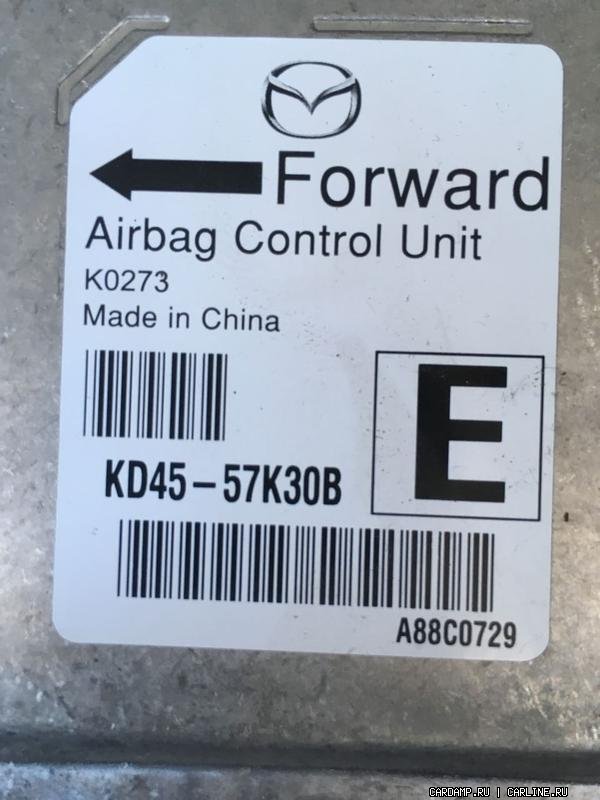 Forward
Airbag Control Unit
K0273
Made in China
E
KD45-57K30B
A88C0729
CARDAMP.RU | CARLINE.RU